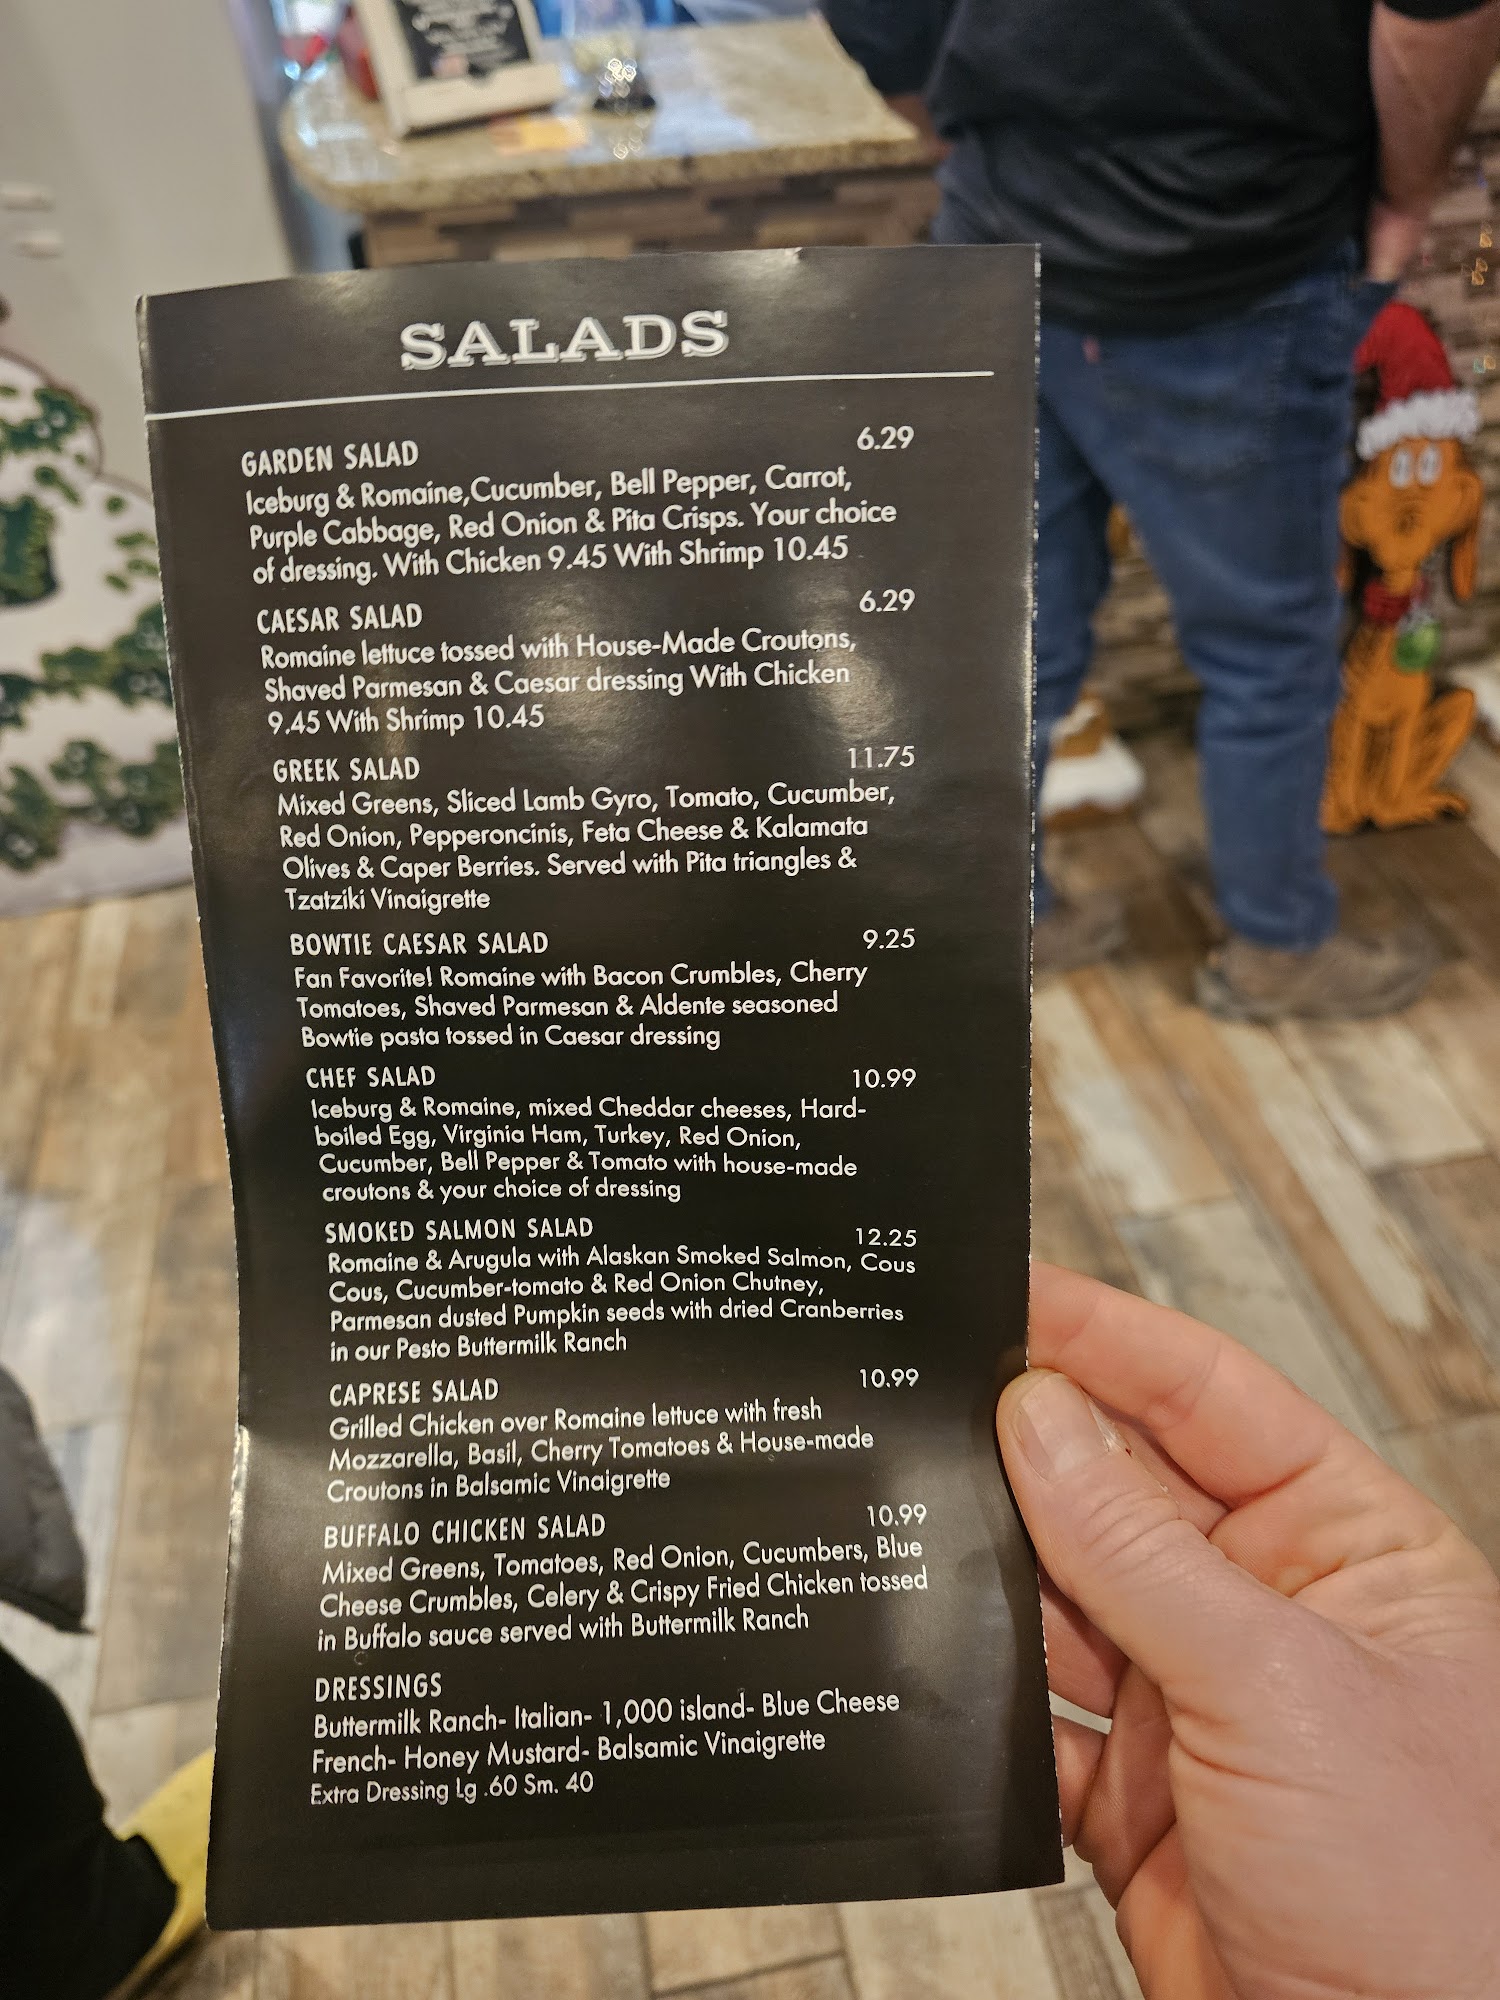 SALADS
GARDEN SALAD 6.29
Iceburg & Romaine, Cucumber, Bell Pepper, Carrot,
Purple Cabbage, Red Onion & Pita Crisps. Your choice
of dressing. With Chicken 9.45 With Shrimp 10.45
CAESAR SALAD 6.29
Romaine lettuce tossed with House-Made Croutons,
Shaved Parmesan & Caesar dressing With Chicken
9.45 With Shrimp 10.45
GREEK SALAD 11.75
Mixed Greens, Sliced Lamb Gyro, Tomato, Cucumber,
Red Onion, Pepperoncinis, Feta Cheese & Kalamata
Olives & Caper Berries. Served with Pita triangles &
Tzatziki Vinaigrette
BOWTIE CAESAR SALAD 9.25
Fan Favorite! Romaine with Bacon Crumbles, Cherry
Tomatoes, Shaved Parmesan & Aldente seasoned
Bowtie pasta tossed in Caesar dressing
CHEF SALAD 10.99
Iceburg & Romaine, mixed Cheddar cheeses, Hard-
boiled Egg, Virginia Ham, Turkey, Red Onion,
Cucumber, Bell Pepper & Tomato with house-made
croutons & your choice of dressing
SMOKED SALMON SALAD 12.25
Romaine & Arugula with Alaskan Smoked Salmon, Cous
Cous, Cucumber-tomato & Red Onion Chutney,
Parmesan dusted Pumpkin seeds with dried Cranberries
in our Pesto Buttermilk Ranch
CAPRESE SALAD 10.99
Grilled Chicken over Romaine lettuce with fresh
Mozzarella, Basil, Cherry Tomatoes & House-made
Croutons in Balsamic Vinaigrette
BUFFALO CHICKEN SALAD 10.99
Mixed Greens, Tomatoes, Red Onion, Cucumbers, Blue
Cheese Crumbles, Celery & Crispy Fried Chicken tossed
in Buffalo sauce served with Buttermilk Ranch
DRESSINGS
Buttermilk Ranch- Italian- 1,000 island- Blue Cheese
French- Honey Mustard- Balsamic Vinaigrette
Extra Dressing Lg .60 Sm. 40